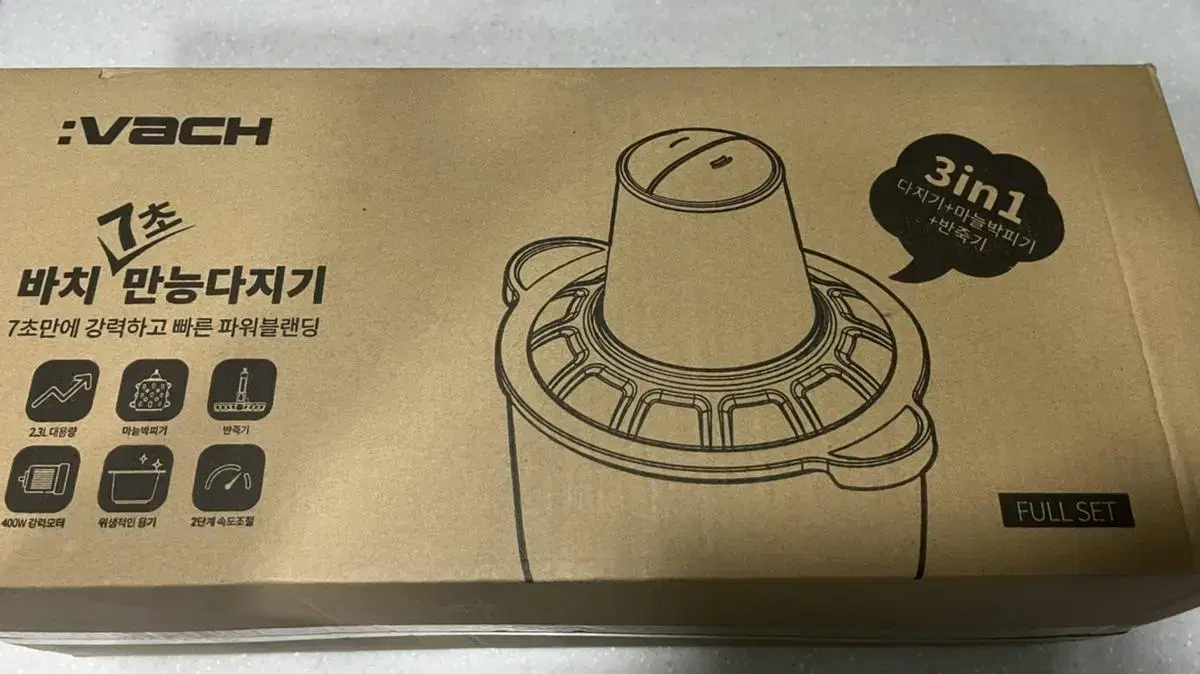 :VACH
7초
바치 만능다지기
7초만에 강력하고 빠른 파워블랜딩
2.3L 대용량
마늘박피기
반죽기
400W 강력모터
위생적인 용기
2단계 속도조절
3in1
다지기+마늘박피기
+반죽기
FULL SET